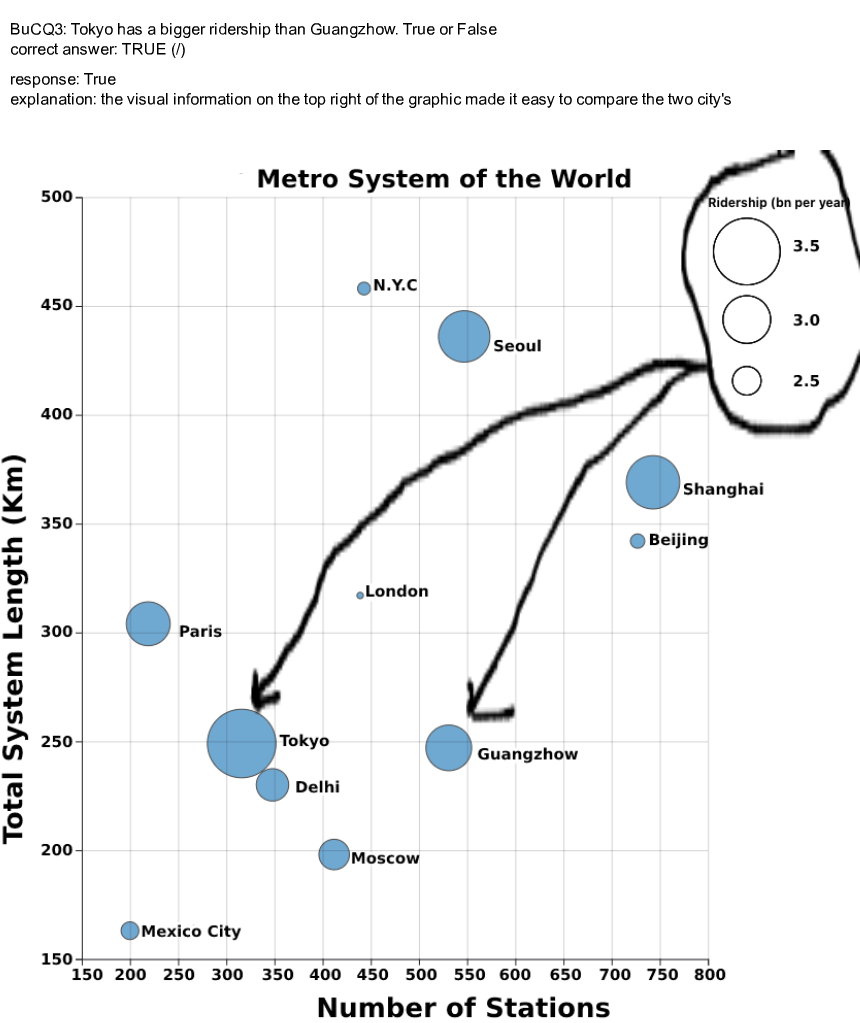 BuCQ3: Tokyo has a bigger ridership than Guangzhow. True or False
correct answer: TRUE (/)
response: True
explanation: the visual information on the top right of the graphic made it easy to compare the two city's
Metro System of the World
Ridership (bn per year)
3.5
3.0
2.5
Total System Length (Km)
500
450
400
350
300
250
200
150
N.Y.C
Seoul
Shanghai
Beijing
London
Paris
Tokyo
Guangzhow
Delhi
Moscow
Mexico City
150 200 250 300 350 400 450 500 550 600 650 700 750 800
Number of Stations